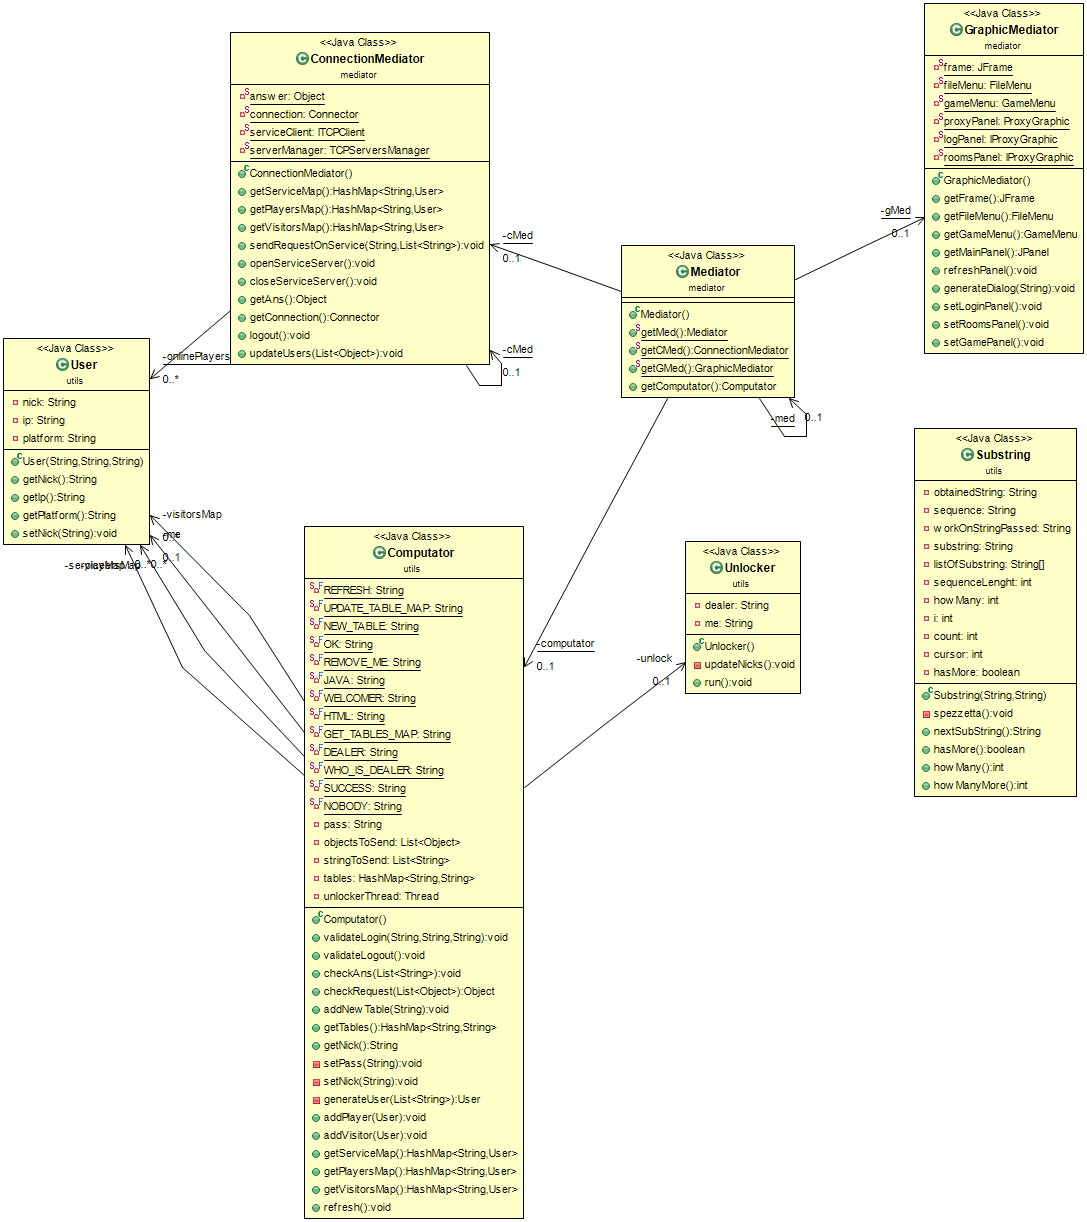 <<Java Class>>
ConnectionMediator
mediator
answer: Object
connection: Connector
serviceClient: ITCPClient
serverManager: TCPServersManager
ConnectionMediator()
getServiceMap():HashMap<String,User>
getPlayersMap():HashMap<String,User>
getVisitorsMap():HashMap<String,User>
sendRequestOnService(String,List<String>):void
openServiceServer():void
closeServiceServer():void
getAns():Object
getConnection():Connector
logout():void
updateUsers(List<Object>):void
<<Java Class>>
GraphicMediator
mediator
frame: JFrame
fileMenu: FileMenu
gameMenu: GameMenu
proxyPanel: ProxyGraphic
logPanel: IProxyGraphic
roomsPanel: IProxyGraphic
GraphicMediator()
getFrame():JFrame
getFileMenu():FileMenu
getGameMenu():GameMenu
getMainPanel():JPanel
refreshPanel():void
generateDialog(String):void
setLoginPanel():void
setRoomsPanel():void
setGamePanel():void
-gMed
0..1
-cMed
0..1
<<Java Class>>
Mediator
mediator
Mediator()
getMed():Mediator
getCMed():ConnectionMediator
getGMed():GraphicMediator
getComputator():Computator
-cMed
0..1
-med
0..1
-onlinePlayers
0..*
<<Java Class>>
User
utils
nick: String
ip: String
platform: String
User(String,String,String)
getNick():String
getIp():String
getPlatform():String
setNick(String):void
-visitorsMap
0..*
-me
0..1
-serviceMap
0..*
-playersMap
0..*
<<Java Class>>
Computator
utils
REFRESH: String
UPDATE_TABLE_MAP: String
NEW_TABLE: String
OK: String
REMOVE_ME: String
JAVA: String
WELCOMER: String
HTML: String
GET_TABLES_MAP: String
DEALER: String
WHO_IS_DEALER: String
SUCCESS: String
NOBODY: String
pass: String
objectsToSend: List<Object>
stringToSend: List<String>
tables: HashMap<String,String>
unlockerThread: Thread
Computator()
validateLogin(String,String,String):void
validateLogout():void
checkAns(List<String>):void
checkRequest(List<Object>):Object
addNewTable(String):void
getTables():HashMap<String,String>
getNick():String
setPass(String):void
setNick(String):void
generateUser(List<String>):User
addPlayer(User):void
addVisitor(User):void
getServiceMap():HashMap<String,User>
getPlayersMap():HashMap<String,User>
getVisitorsMap():HashMap<String,User>
refresh():void
-computator
0..1
-unlock
0..1
<<Java Class>>
Unlocker
utils
dealer: String
me: String
Unlocker()
updateNicks():void
run():void
<<Java Class>>
Substring
utils
obtainedString: String
sequence: String
workOnStringPassed: String
substring: String
listOfSubstring: String[]
sequenceLenght: int
howMany: int
i: int
count: int
cursor: int
hasMore: boolean
Substring(String,String)
spezzetta():void
nextSubString():String
hasMore():boolean
howMany():int
howManyMore():int